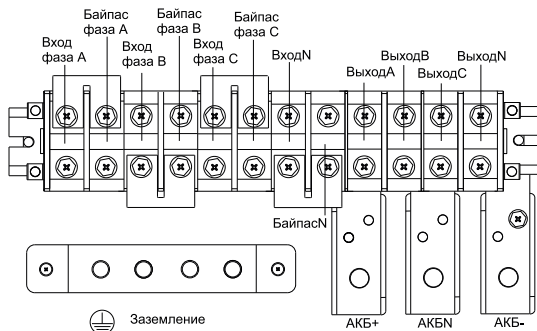 Вход
фаза А
Байпас
фаза А
Вход
фаза В
Байпас
фаза В
Вход
фаза С
Байпас
фаза С
ВходN
ВыходА
ВыходВ
ВыходС
ВыходN
БайпасN
АКБ+
АКБN
АКБ-
Заземление